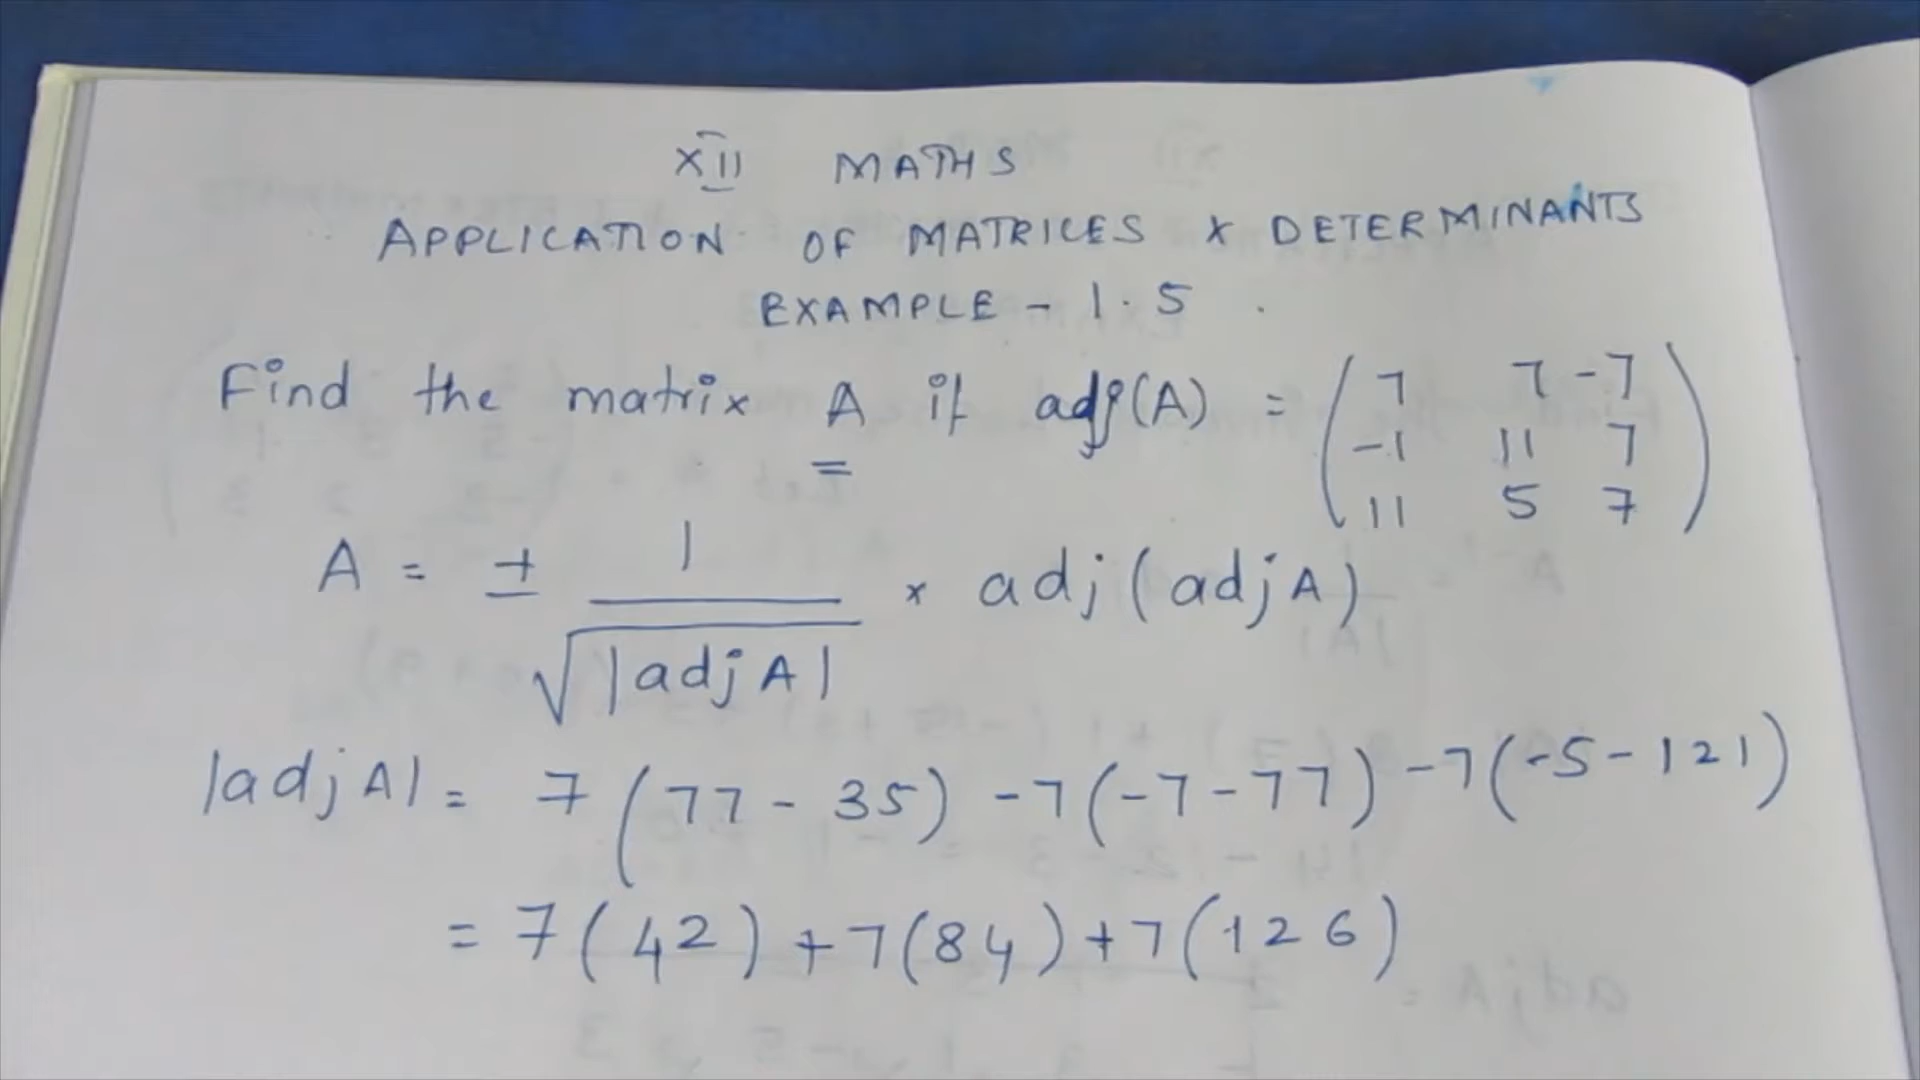 XII MATHS
APPLICATION OF MATRICES & DETERMINANTS
EXAMPLE - 1.5
Find the matrix A if adj(A) = ( 7 7 -7
-1 11 7
11 5 7 )
A = ± 1 / √|adj A| × adj(adj A)
|adj A| = 7(77 - 35) -7(-7-77) -7(-5-121)
= 7(42) +7(84) +7(126)